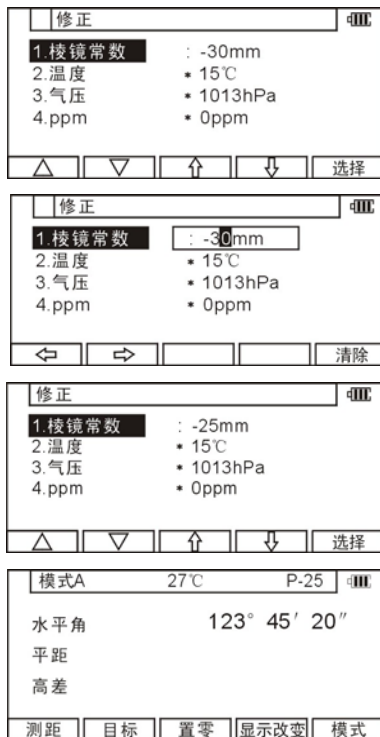 修正
1.棱镜常数 : -30mm
2.温度 * 15℃
3.气压 * 1013hPa
4.ppm * 0ppm
选择
修正
1.棱镜常数 : -30mm
2.温度 * 15℃
3.气压 * 1013hPa
4.ppm * 0ppm
清除
修正
1.棱镜常数 : -25mm
2.温度 * 15℃
3.气压 * 1013hPa
4.ppm * 0ppm
选择
模式A 27℃ P-25
水平角 123° 45′ 20″
平距
高差
测距 目标 置零 显示改变 模式